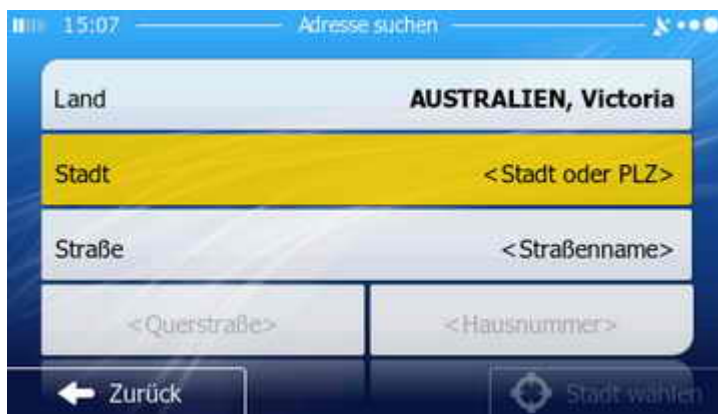 15:07 Adresse suchen
Land AUSTRALIEN, Victoria
Stadt <Stadt oder PLZ>
Straße <Straßenname>
<Querstraße> <Hausnummer>
Zurück Stadt wählen